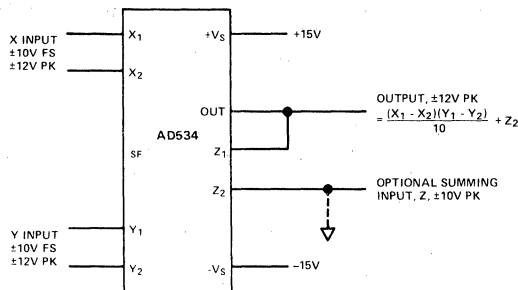 X INPUT
±10V FS
±12V PK
X1
X2
+VS
+15V
OUT
OUTPUT, ±12V PK
= (X1 - X2)(Y1 - Y2)
10
+ Z2
AD534
Z1
SF
Z2
OPTIONAL SUMMING
INPUT, Z, ±10V PK
Y INPUT
±10V FS
±12V PK
Y1
Y2
-VS
-15V